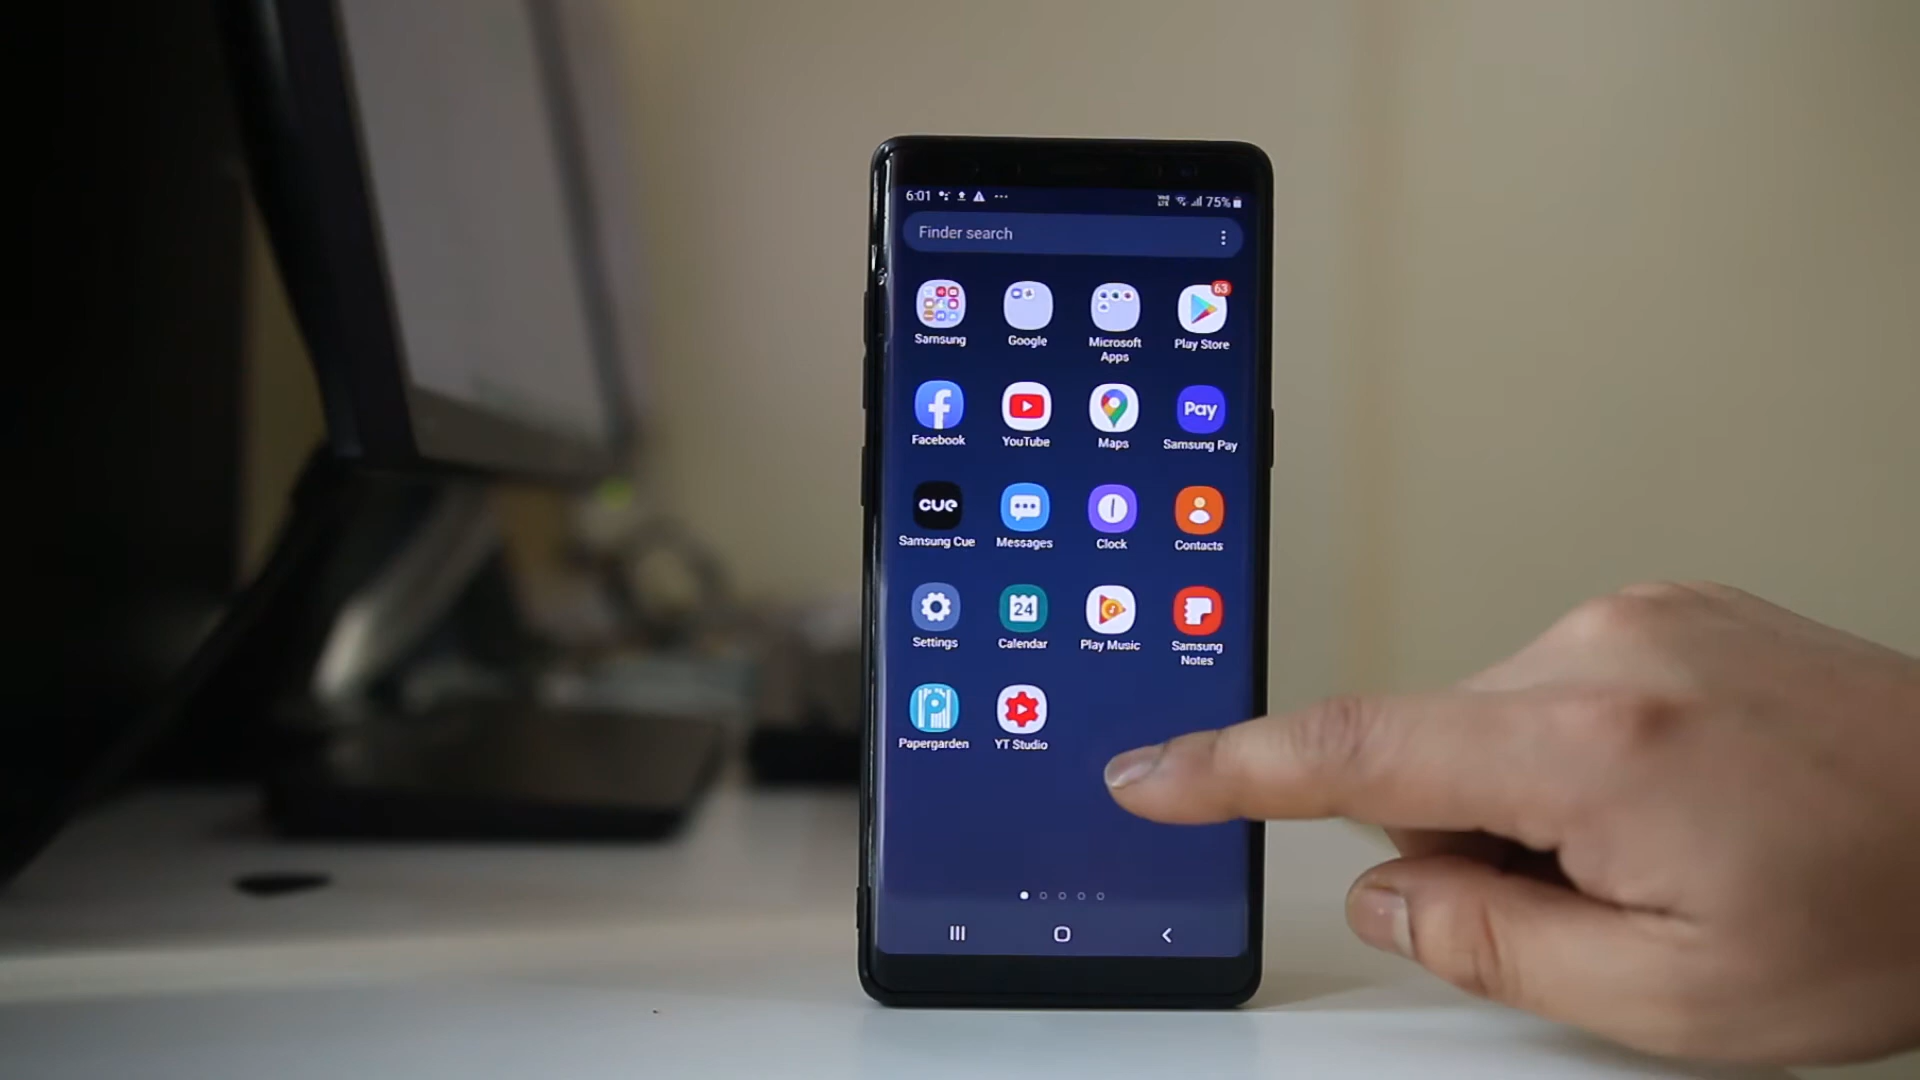 6:01 75%
Finder search
63
Samsung Google Microsoft Apps Play Store
Pay
Facebook YouTube Maps Samsung Pay
CUE
Samsung Cue Messages Clock Contacts
24
Settings Calendar Play Music Samsung Notes
Papergarden YT Studio